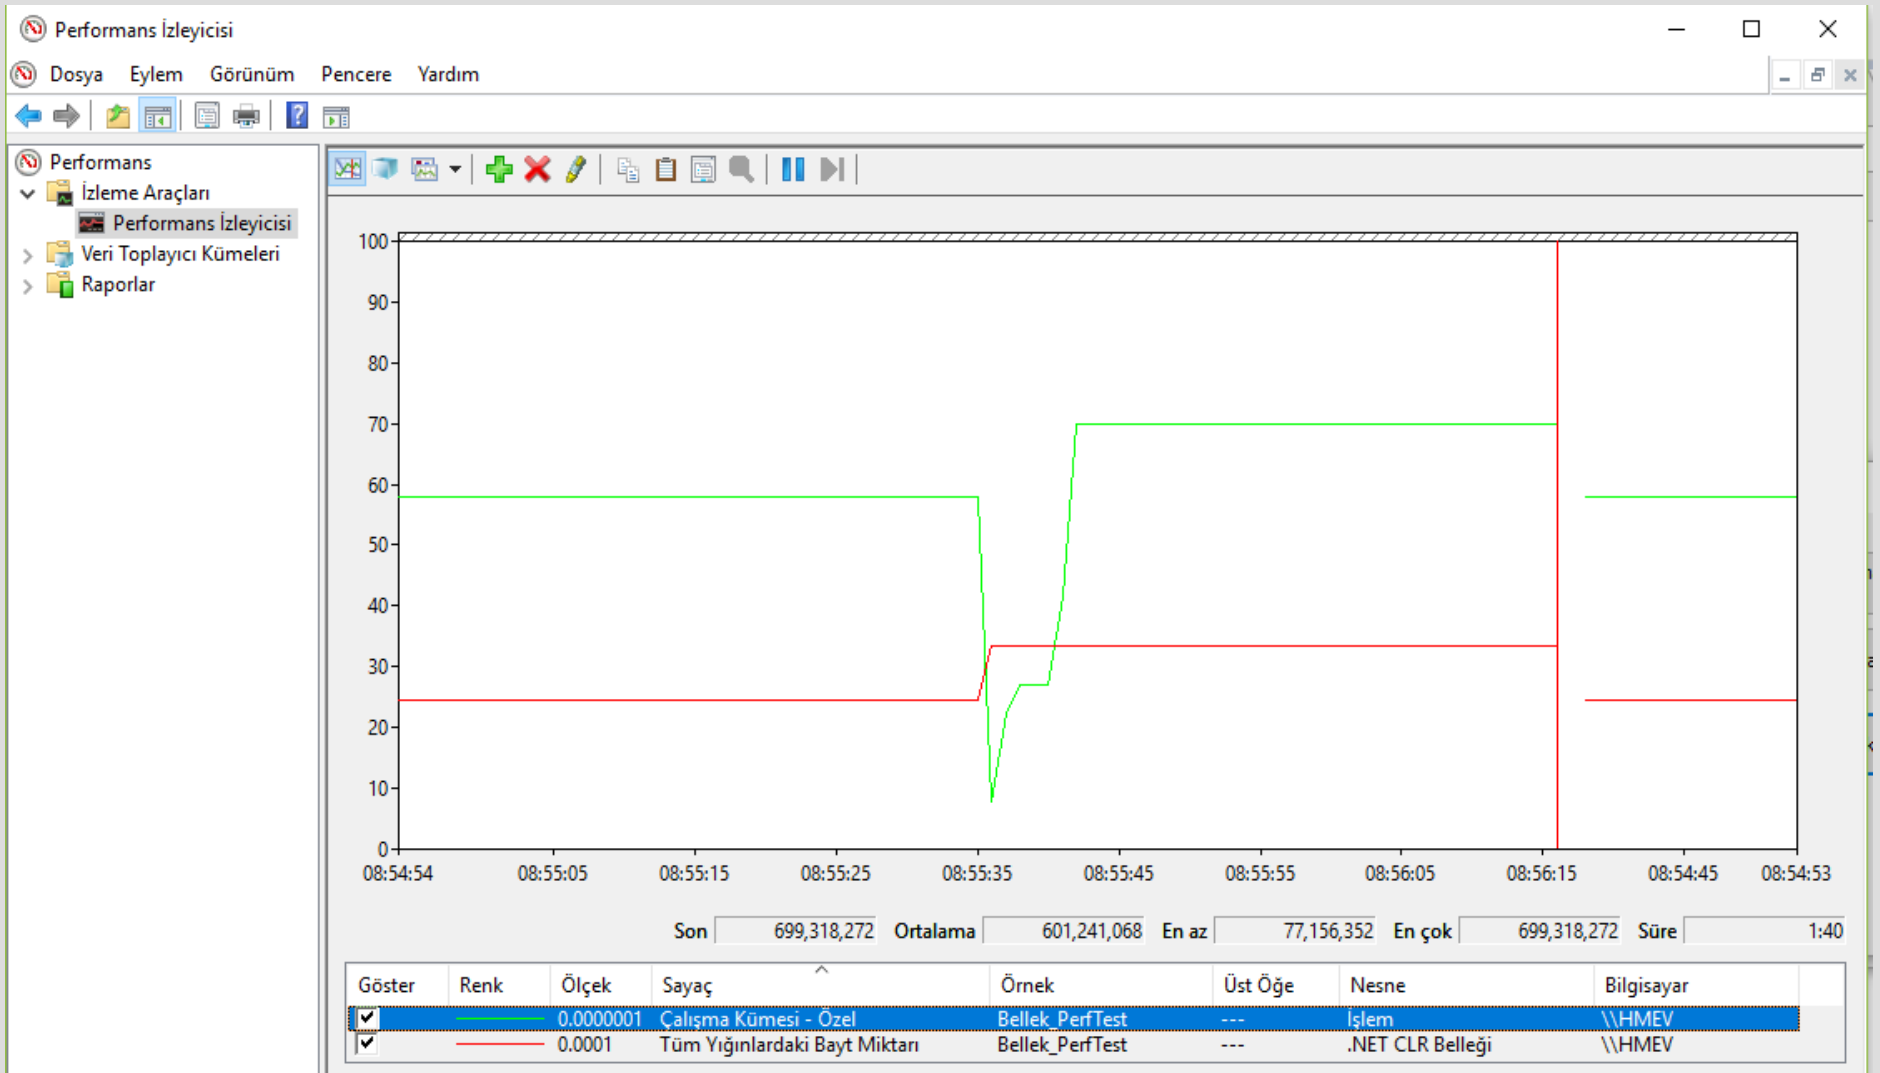 Performans İzleyicisi
Dosya Eylem Görünüm Pencere Yardım
Performans
İzleme Araçları
Performans İzleyicisi
Veri Toplayıcı Kümeleri
Raporlar
100
90
80
70
60
50
40
30
20
10
0
08:54:54 08:55:05 08:55:15 08:55:25 08:55:35 08:55:45 08:55:55 08:56:05 08:56:15 08:54:45 08:54:53
Son 699,318,272 Ortalama 601,241,068 En az 77,156,352 En çok 699,318,272 Süre 1:40
Göster Renk Ölçek Sayaç Örnek Üst Öğe Nesne Bilgisayar
0.0000001 Çalışma Kümesi - Özel Bellek_PerfTest --- İşlem \\HMEV
0.0001 Tüm Yığınlardaki Bayt Miktarı Bellek_PerfTest --- .NET CLR Belleği \\HMEV